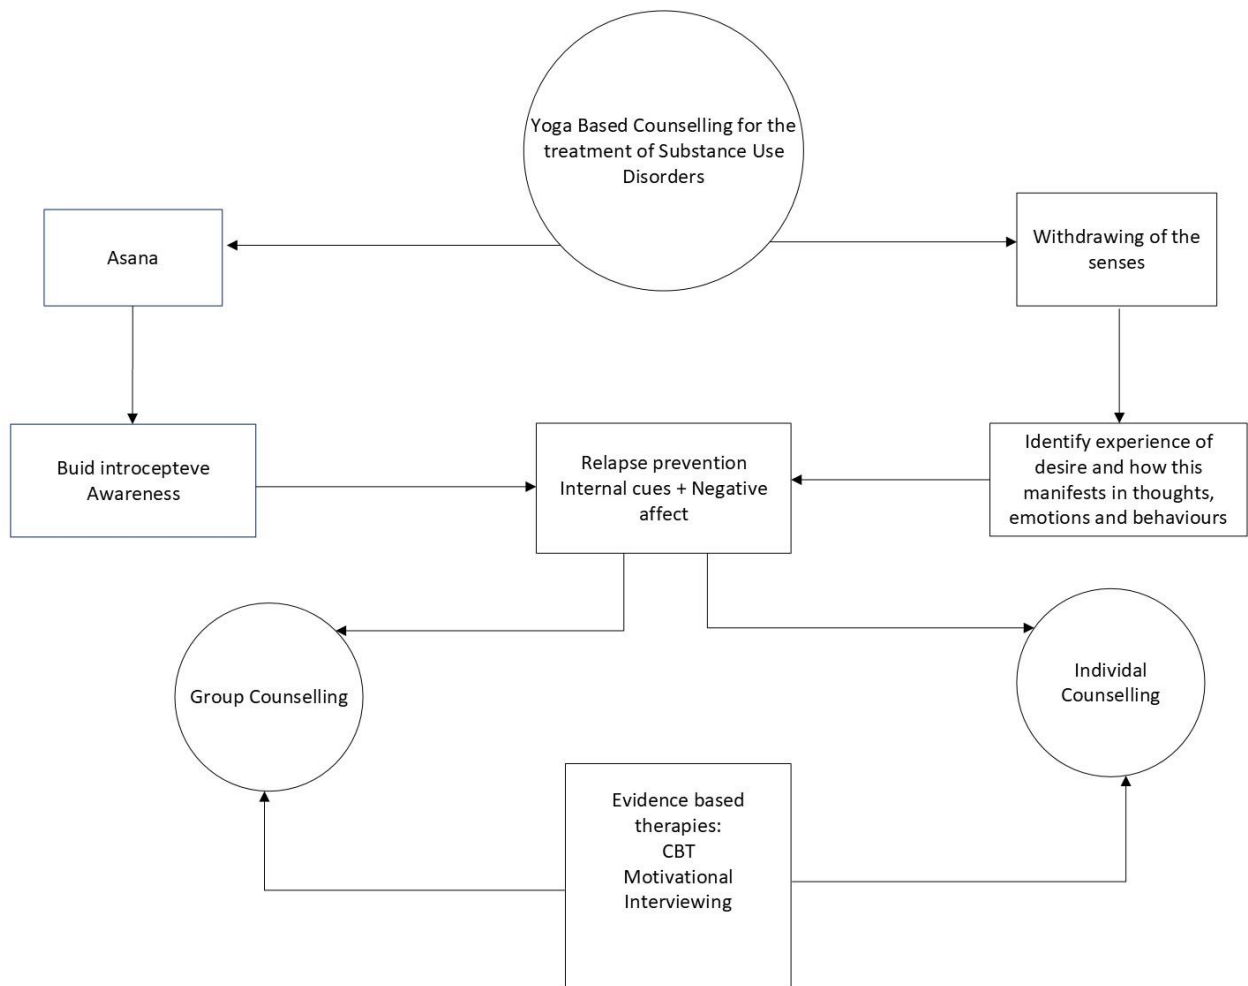 Yoga Based Counselling for the
treatment of Substance Use
Disorders
Asana
Withdrawing of the
senses
Buid introcepteve
Awareness
Relapse prevention
Internal cues + Negative
affect
Identify experience of
desire and how this
manifests in thoughts,
emotions and behaviours
Group Counselling
Individal
Counselling
Evidence based
therapies:
CBT
Motivational
Interviewing